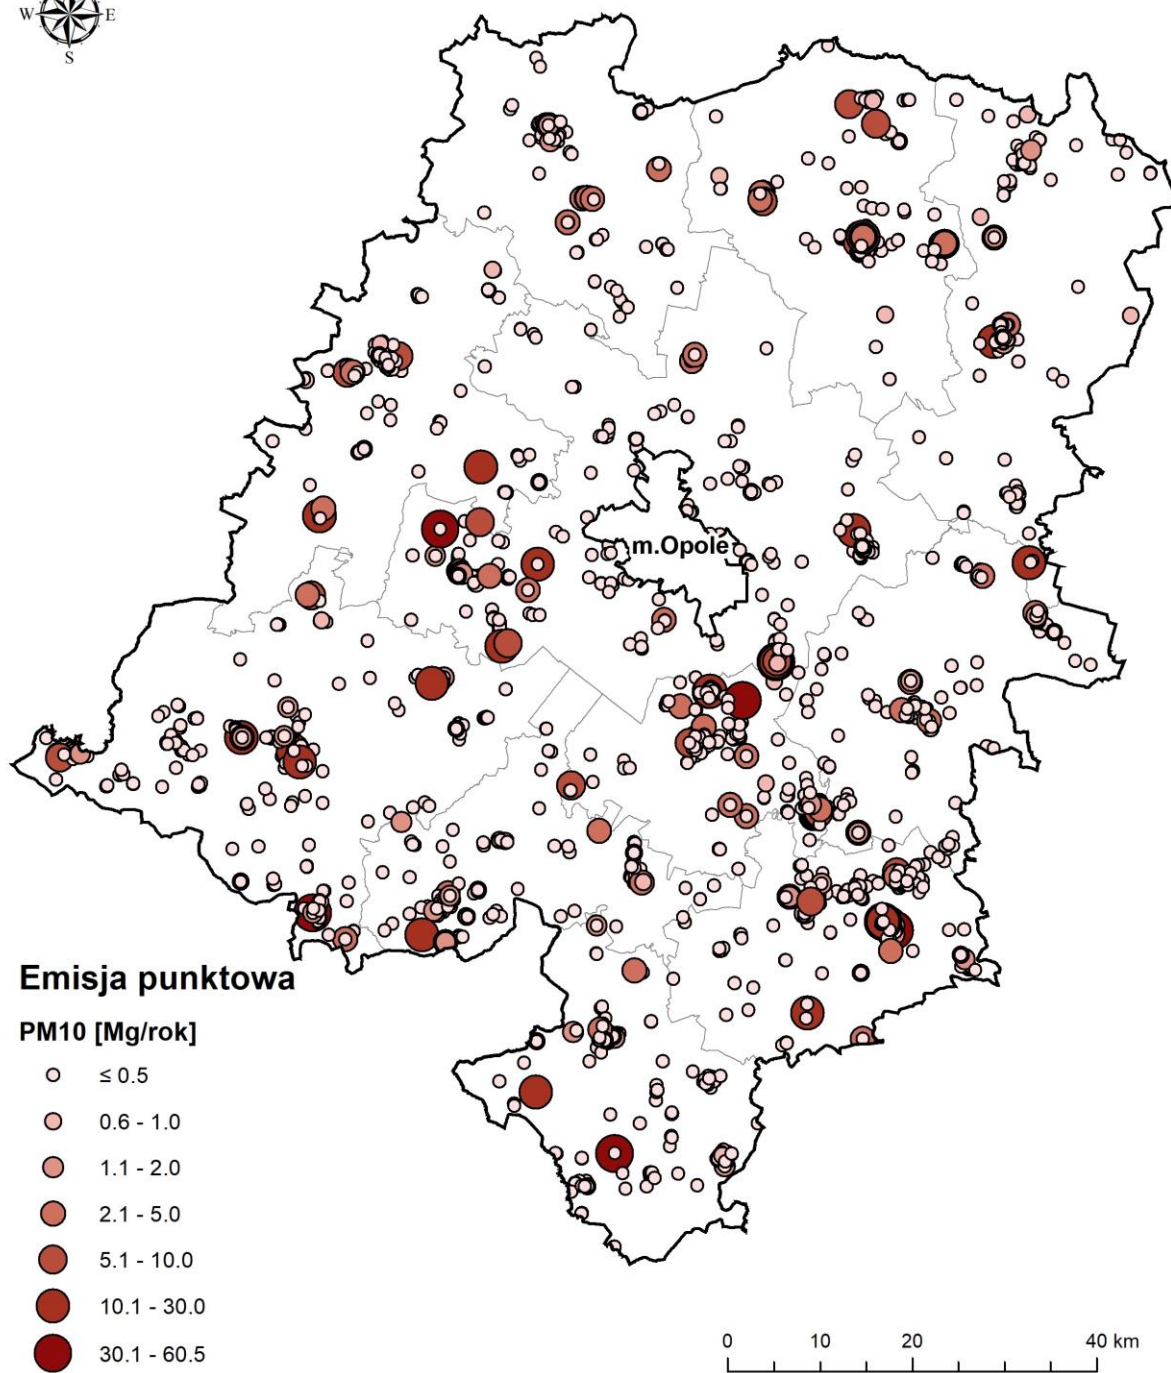 W E
S
m.Opole
Emisja punktowa
PM10 [Mg/rok]
≤ 0.5
0.6 - 1.0
1.1 - 2.0
2.1 - 5.0
5.1 - 10.0
10.1 - 30.0
30.1 - 60.5
0 10 20 40 km